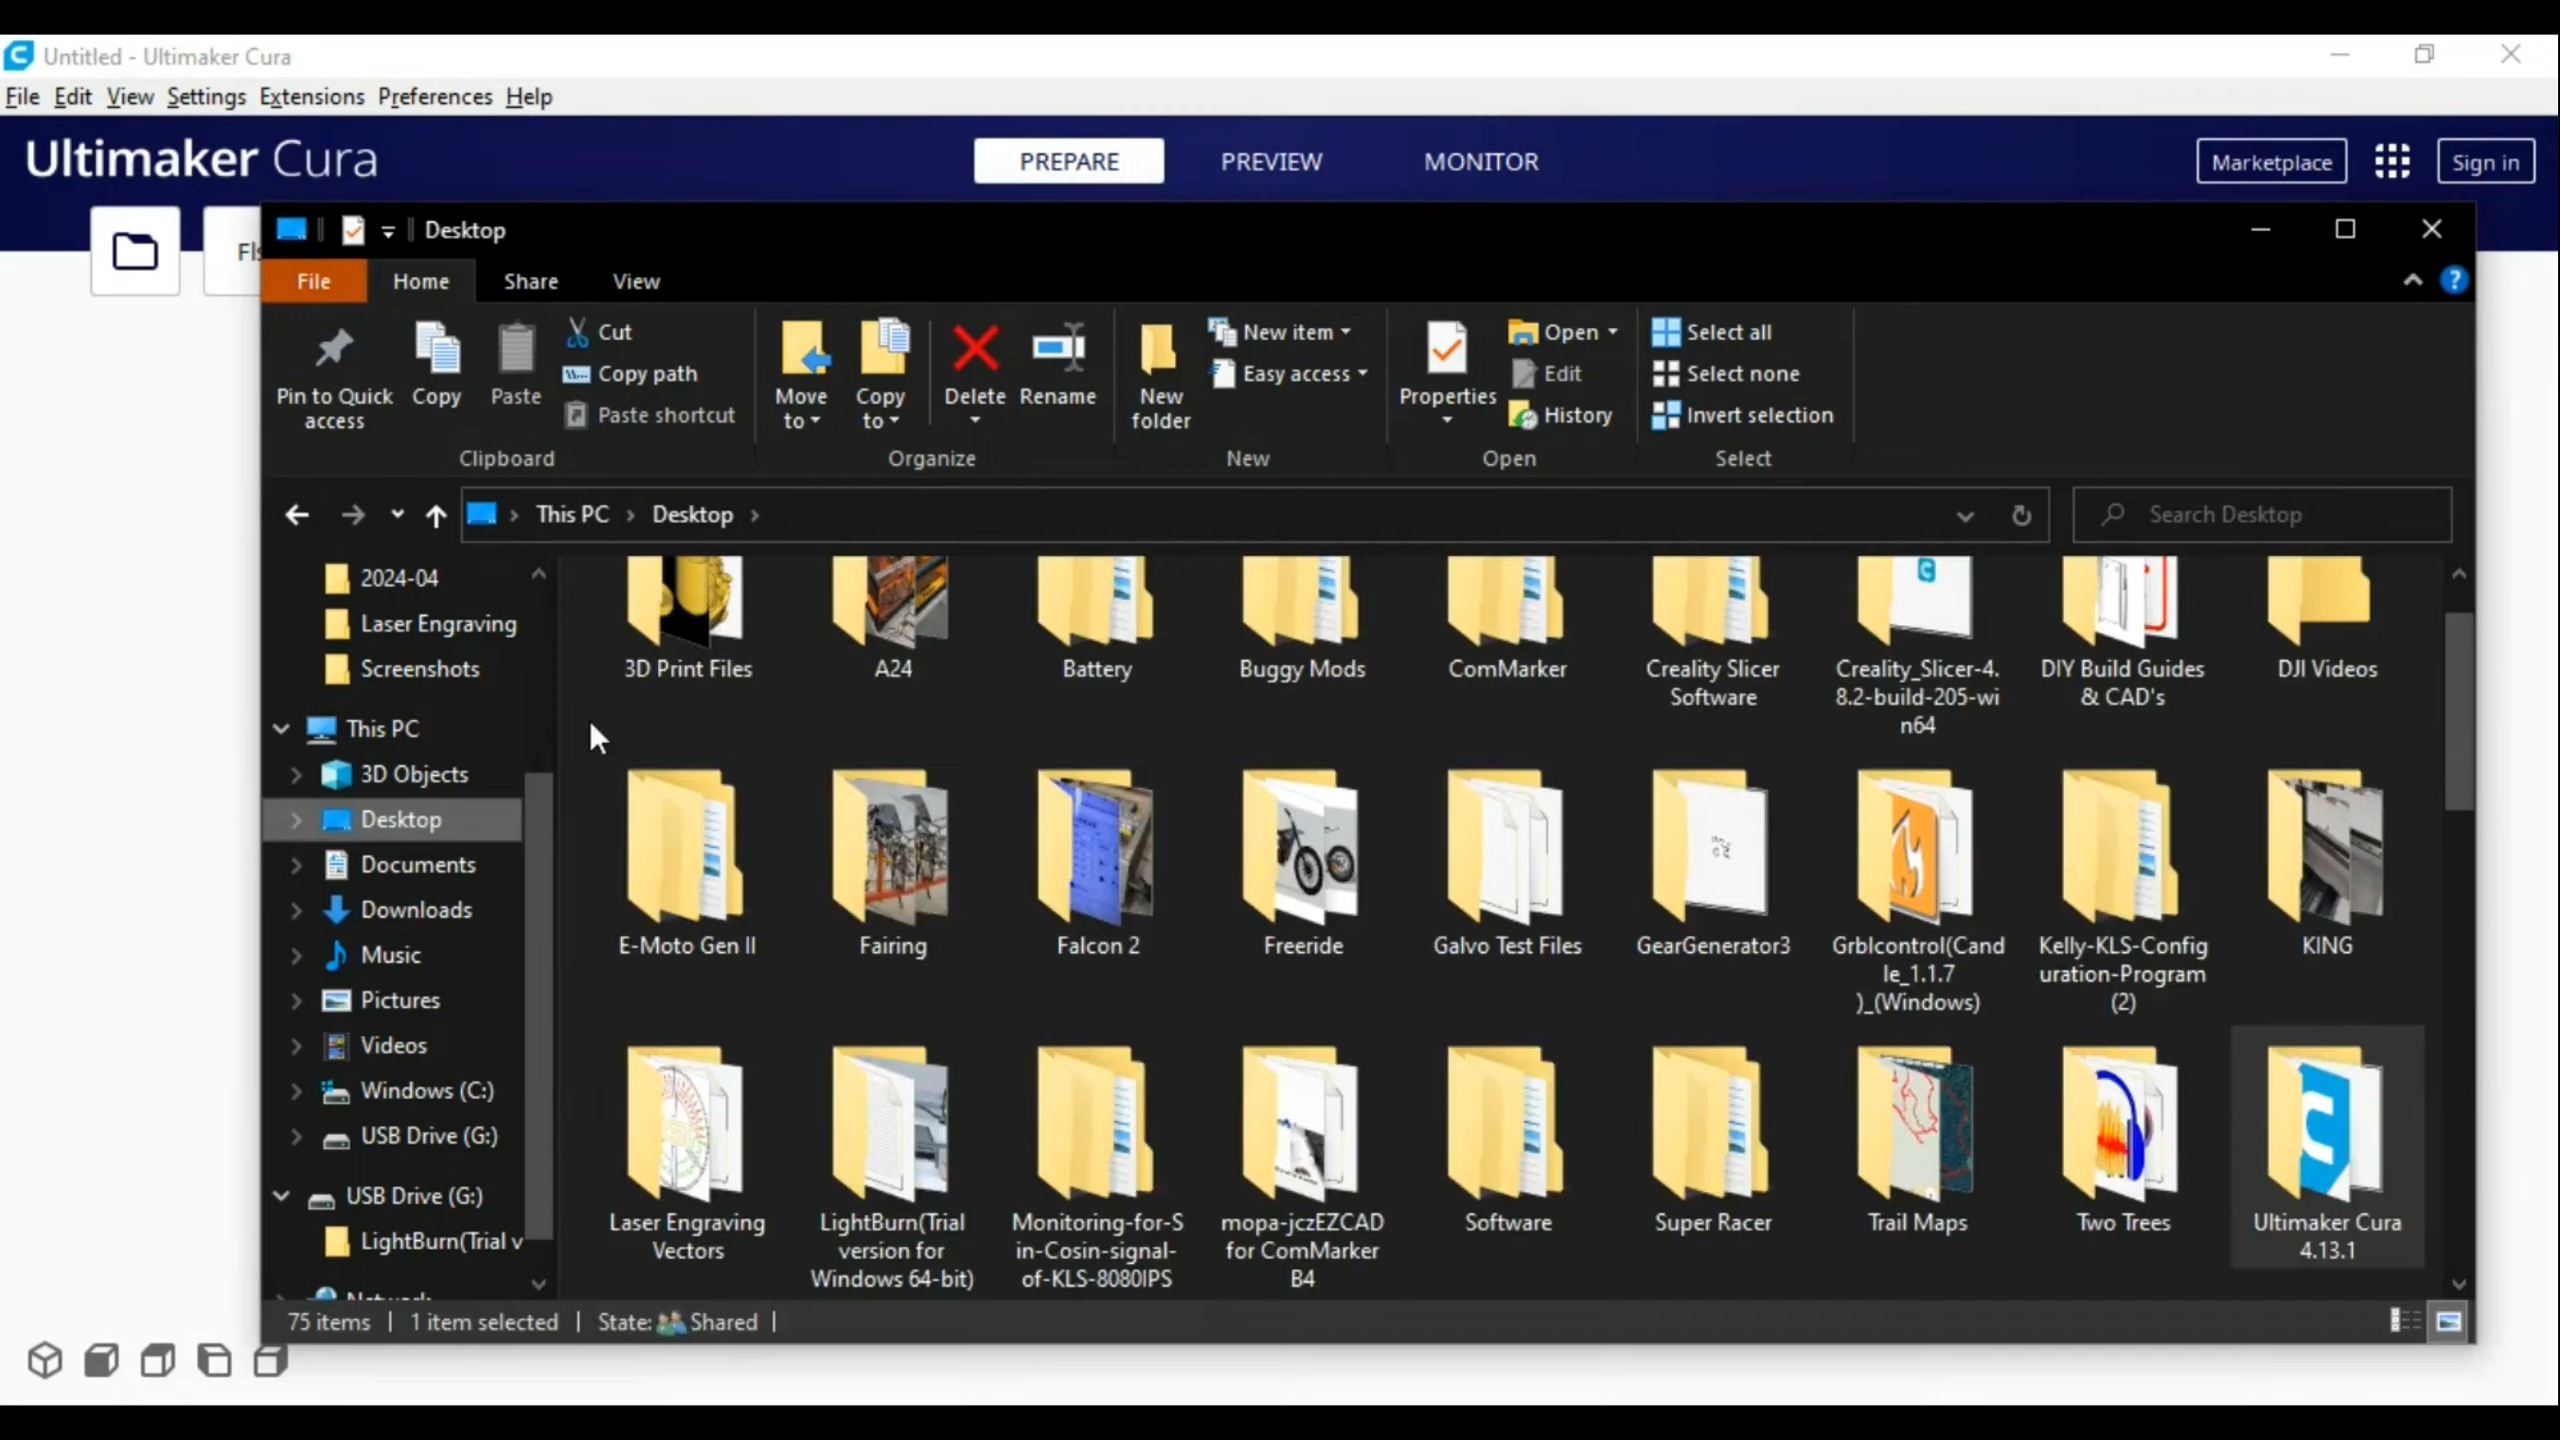 Untitled - Ultimaker Cura
File Edit View Settings Extensions Preferences Help
Ultimaker Cura
PREPARE PREVIEW MONITOR
Marketplace Sign in
Desktop
File Home Share View
Pin to Quick access
Copy
Paste
Cut
Copy path
Paste shortcut
Clipboard
Move to
Copy to
Delete
Rename
Organize
New folder
New item
Easy access
New
Properties
Open
Edit
History
Open
Select all
Select none
Invert selection
Select
This PC > Desktop >
Search Desktop
2024-04
Laser Engraving
Screenshots
This PC
3D Objects
Desktop
Documents
Downloads
Music
Pictures
Videos
Windows (C:)
USB Drive (G:)
USB Drive (G:)
LightBurn(Trial v
3D Print Files
A24
Battery
Buggy Mods
ComMarker
Creality Slicer
Software
Creality_Slicer-4.
8.2-build-205-wi
n64
DIY Build Guides
& CAD's
DJI Videos
E-Moto Gen II
Fairing
Falcon 2
Freeride
Galvo Test Files
GearGenerator3
Grblcontrol(Cand
le_1.1.7
)_(Windows)
Kelly-KLS-Config
uration-Program
(2)
KING
Laser Engraving
Vectors
LightBurn(Trial
version for
Windows 64-bit)
Monitoring-for-S
in-Cosin-signal-
of-KLS-8080IPS
mopa-jczEZCAD
for ComMarker
B4
Software
Super Racer
Trail Maps
Two Trees
Ultimaker Cura
4.13.1
75 items | 1 item selected | State: Shared |